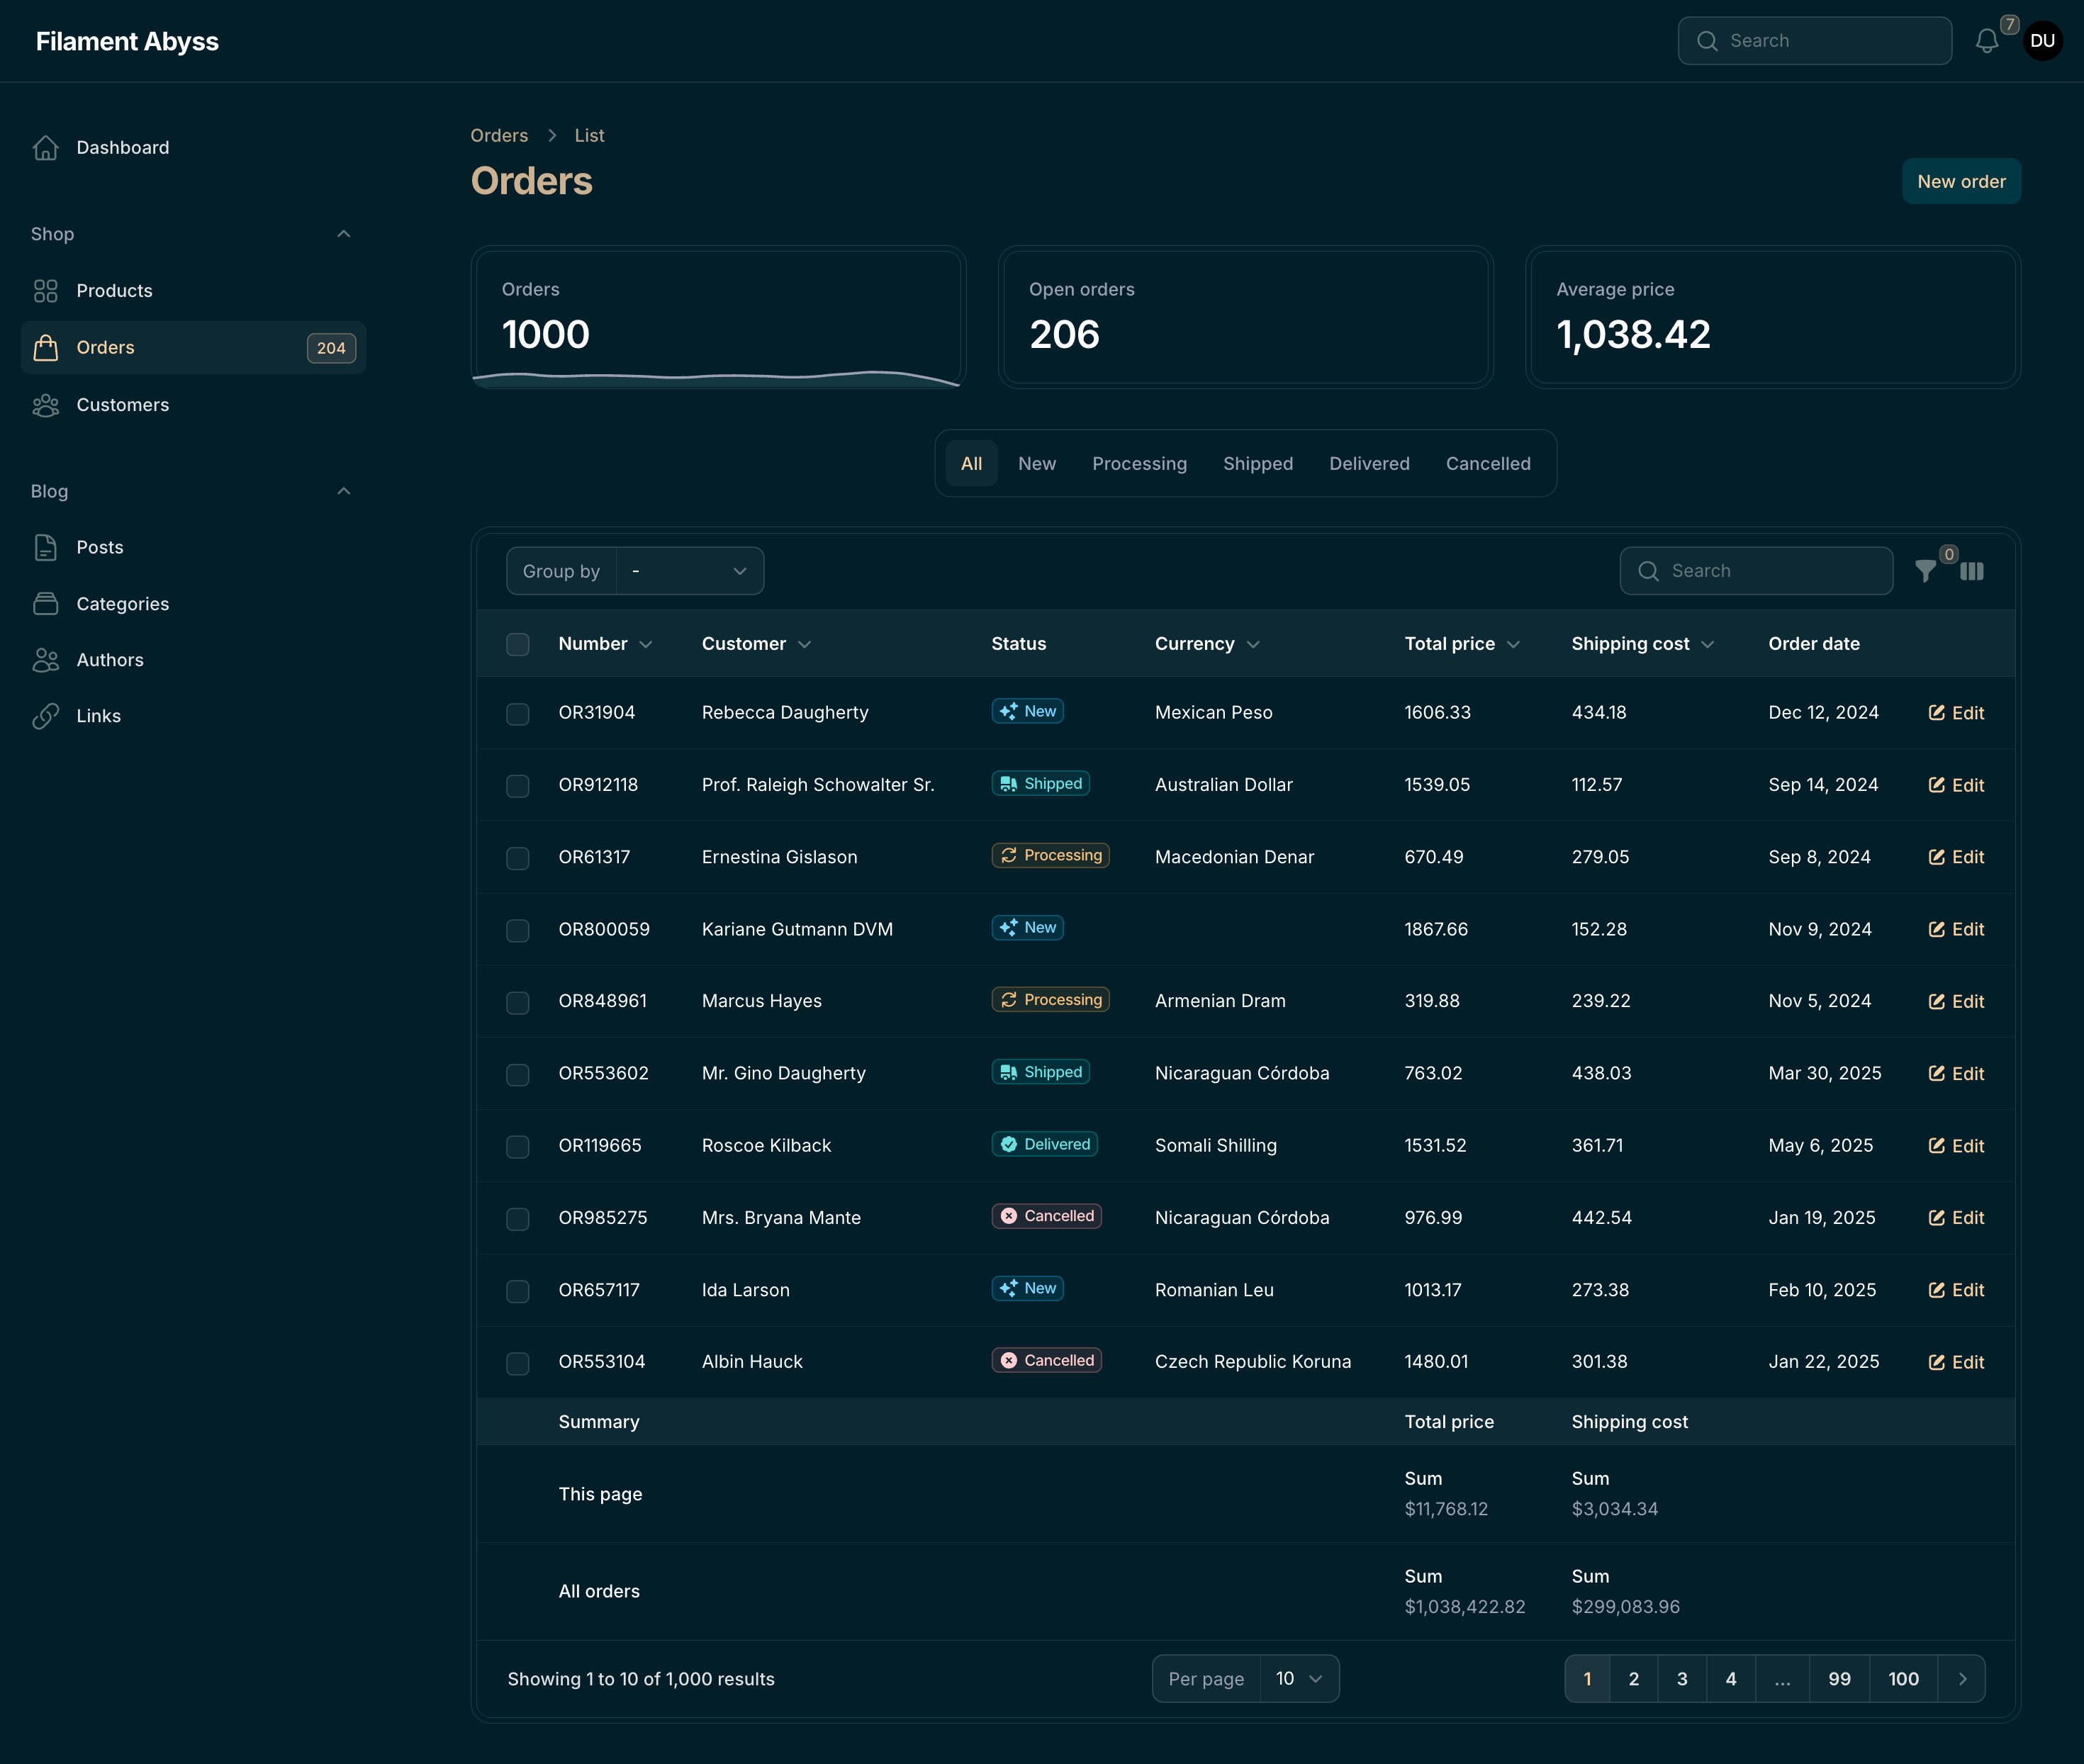 Filament Abyss
Search
7
DU
Dashboard
Shop
Products
Orders 204
Customers
Blog
Posts
Categories
Authors
Links
Orders > List
Orders
New order
Orders
1000
Open orders
206
Average price
1,038.42
All New Processing Shipped Delivered Cancelled
Group by -
Search
0
Number Customer Status Currency Total price Shipping cost Order date
OR31904 Rebecca Daugherty New Mexican Peso 1606.33 434.18 Dec 12, 2024 Edit
OR912118 Prof. Raleigh Schowalter Sr. Shipped Australian Dollar 1539.05 112.57 Sep 14, 2024 Edit
OR61317 Ernestina Gislason Processing Macedonian Denar 670.49 279.05 Sep 8, 2024 Edit
OR800059 Kariane Gutmann DVM New 1867.66 152.28 Nov 9, 2024 Edit
OR848961 Marcus Hayes Processing Armenian Dram 319.88 239.22 Nov 5, 2024 Edit
OR553602 Mr. Gino Daugherty Shipped Nicaraguan Córdoba 763.02 438.03 Mar 30, 2025 Edit
OR119665 Roscoe Kilback Delivered Somali Shilling 1531.52 361.71 May 6, 2025 Edit
OR985275 Mrs. Bryana Mante Cancelled Nicaraguan Córdoba 976.99 442.54 Jan 19, 2025 Edit
OR657117 Ida Larson New Romanian Leu 1013.17 273.38 Feb 10, 2025 Edit
OR553104 Albin Hauck Cancelled Czech Republic Koruna 1480.01 301.38 Jan 22, 2025 Edit
Summary Total price Shipping cost
This page
Sum Sum
$11,768.12 $3,034.34
All orders
Sum Sum
$1,038,422.82 $299,083.96
Showing 1 to 10 of 1,000 results
Per page 10
1 2 3 4 ... 99 100